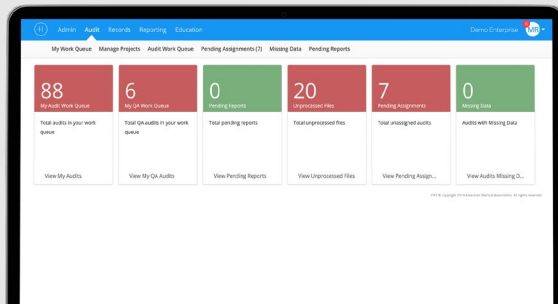 Admin Audit Records Reporting Education
Demo Enterprise MR
My Work Queue Manage Projects Audit Work Queue Pending Assignments (7) Missing Data Pending Reports
88
My Audit Work Queue
Total audits in your work
queue
View My Audits
6
My QA Work Queue
Total QA audits in your work
queue
View My QA Audits
0
Pending Reports
Total pending reports
View Pending Reports
20
Unprocessed Files
Total unprocessed files
View Unprocessed Files
7
Pending Assignments
Total unassigned audits
View Pending Assign...
0
Missing Data
Audits with Missing Data
View Audits Missing D...